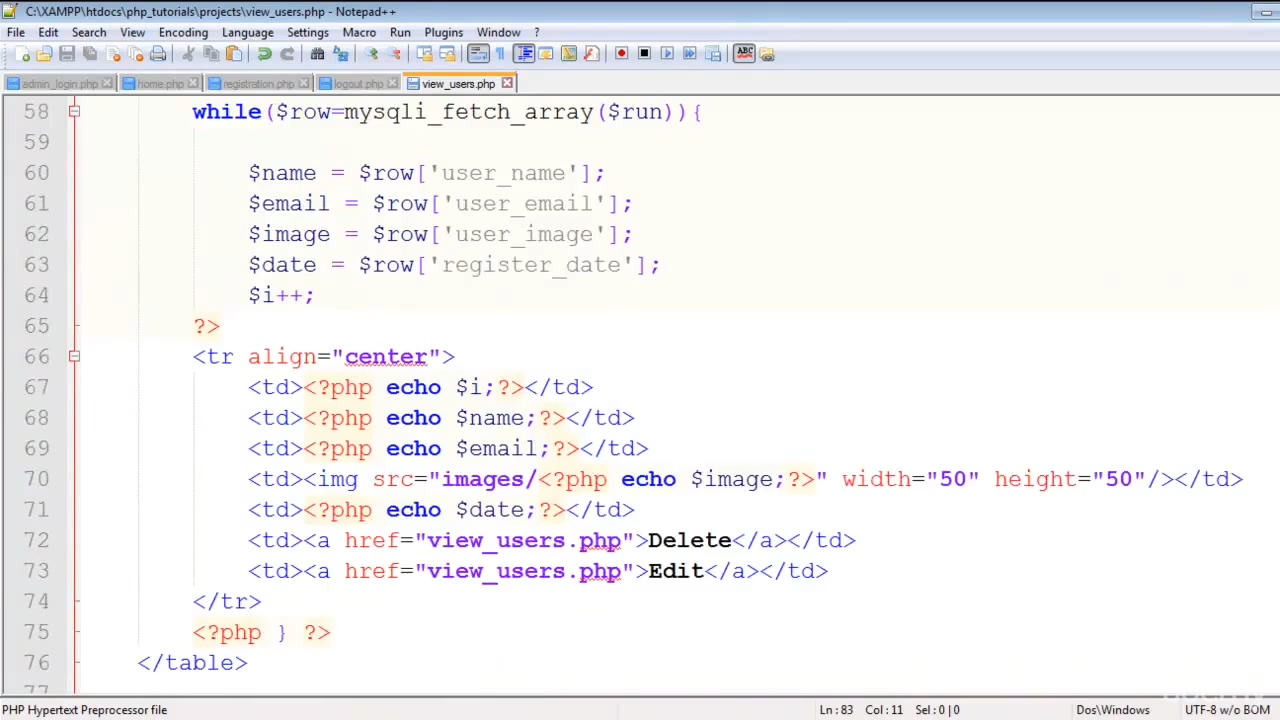 C:\XAMPP\htdocs\php_tutorials\projects\view_users.php - Notepad++
File Edit Search View Encoding Language Settings Macro Run Plugins Window ?
admin_login.php home.php registration.php logout.php view_users.php
58 while($row=mysqli_fetch_array($run)){
59
60 $name = $row['user_name'];
61 $email = $row['user_email'];
62 $image = $row['user_image'];
63 $date = $row['register_date'];
64 $i++;
65 ?>
66 <tr align="center">
67 <td><?php echo $i;?></td>
68 <td><?php echo $name;?></td>
69 <td><?php echo $email;?></td>
70 <td><img src="images/<?php echo $image;?>" width="50" height="50"/></td>
71 <td><?php echo $date;?></td>
72 <td><a href="view_users.php">Delete</a></td>
73 <td><a href="view_users.php">Edit</a></td>
74 </tr>
75 <?php } ?>
76 </table>
77
PHP Hypertext Preprocessor file Ln:83 Col:11 Sel:0|0 Dos\Windows UTF-8 w/o BOM